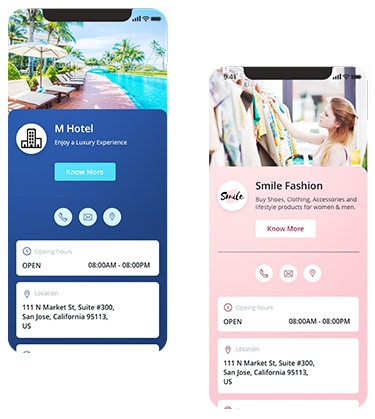 M Hotel
Enjoy a Luxury Experience
Know More
Opeing hours
OPEN 08:00AM - 08:00PM
Location
111 N Market St, Suite #300,
San Jose, California 95113,
US
9:41
Smile
Smile Fashion
Buy Shoes, Clothing, Accessories and
lifestyle products for women & men.
Know More
Opeing hours
OPEN 08:00AM - 08:00PM
Location
111 N Market St, Suite #300,
San Jose, California 95113,
US